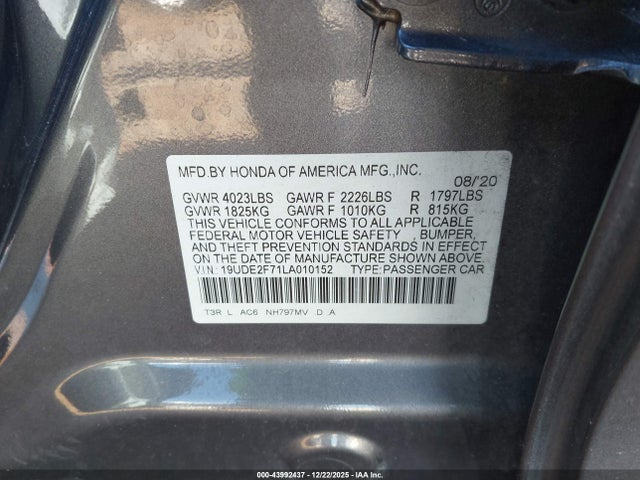 MFD.BY HONDA OF AMERICA MFG.,INC.
08/'20
GVWR 4023LBS GAWR F 2226LBS R 1797LBS
GVWR 1825KG GAWR F 1010KG R 815KG
THIS VEHICLE CONFORMS TO ALL APPLICABLE
FEDERAL MOTOR VEHICLE SAFETY , BUMPER,
AND THEFT PREVENTION STANDARDS IN EFFECT
ON THE DATE OF MANUFACTURE SHOWN ABOVE.
V.I.N: 19UDE2F71LA010152 TYPE:PASSENGER CAR
T3R L AC6 NH797MV D A
000-43992437 - 12/22/2025 - IAA Inc.